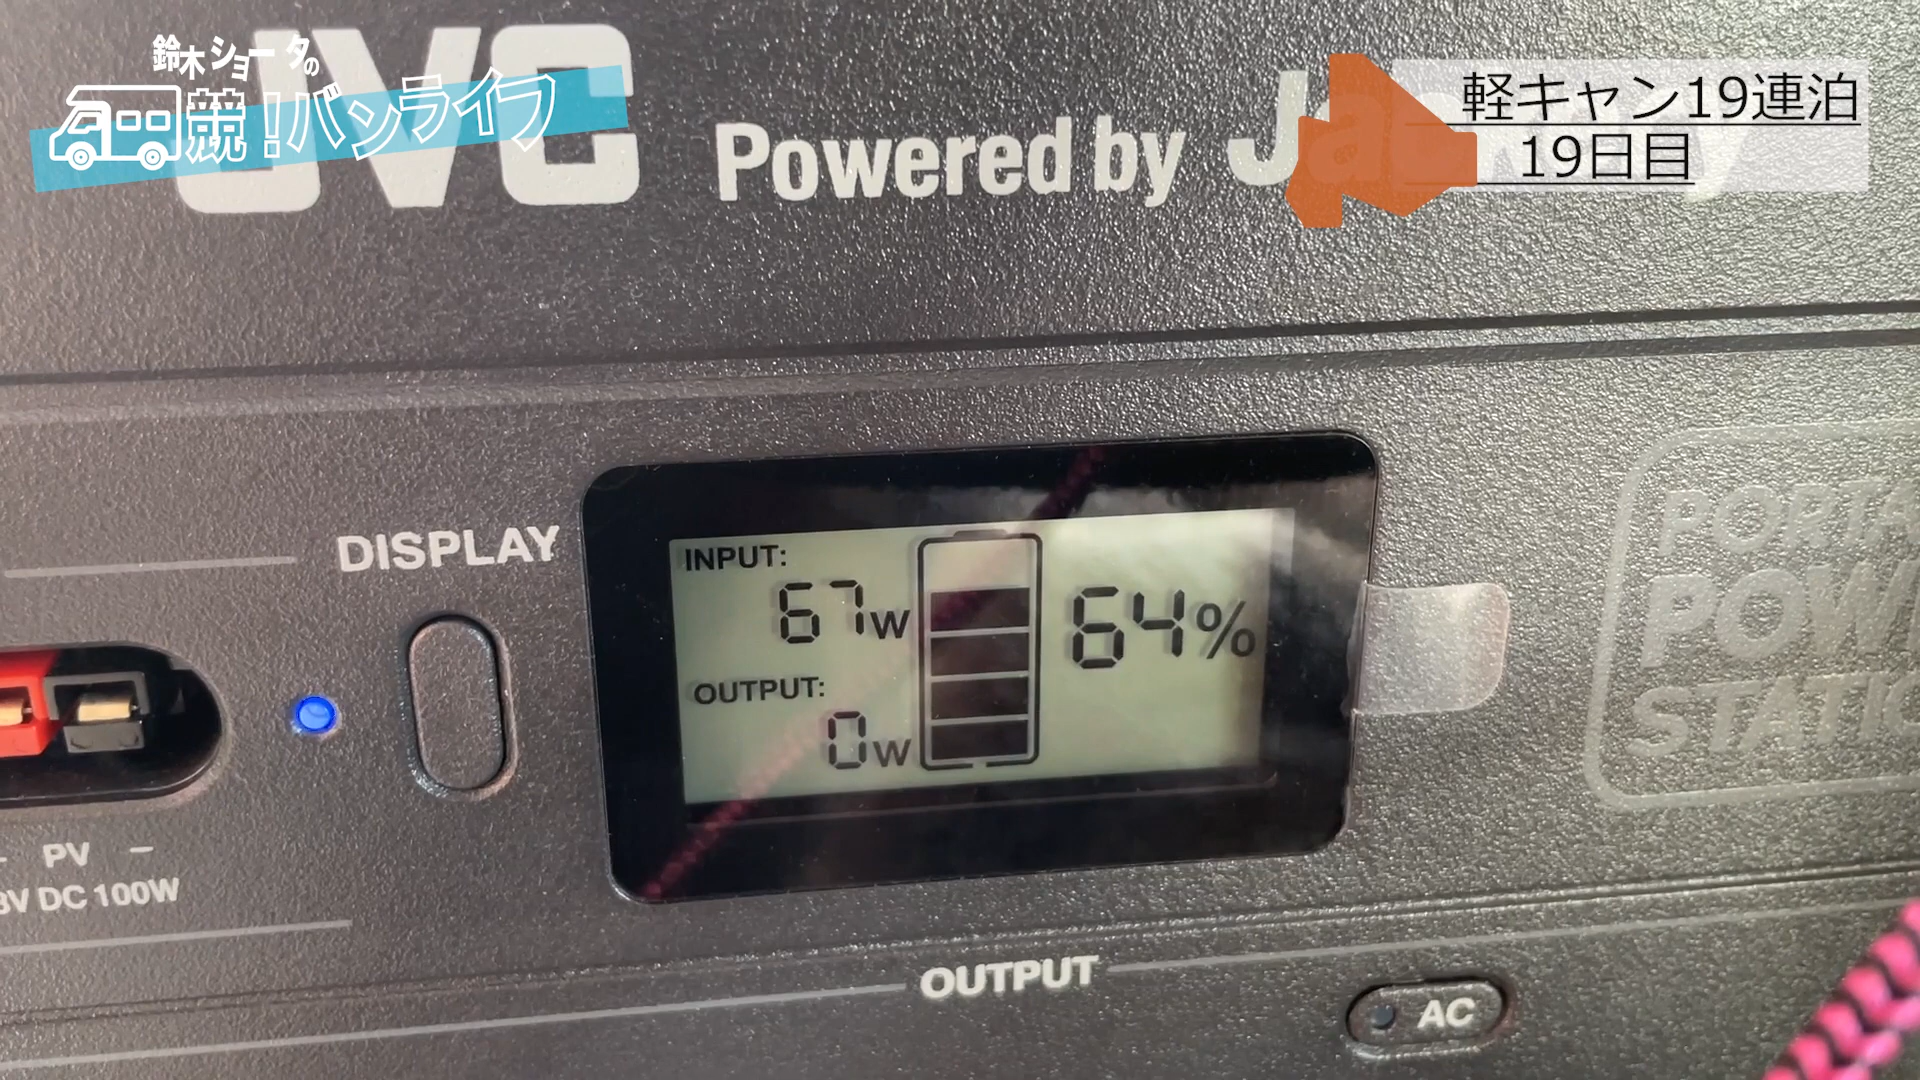 鈴木ショータの
競!バンライフ
軽キャン19連泊
19日目
JVC Powered by
DISPLAY
INPUT:
67W
64%
OUTPUT:
0W
PV
DC 100W
OUTPUT
AC